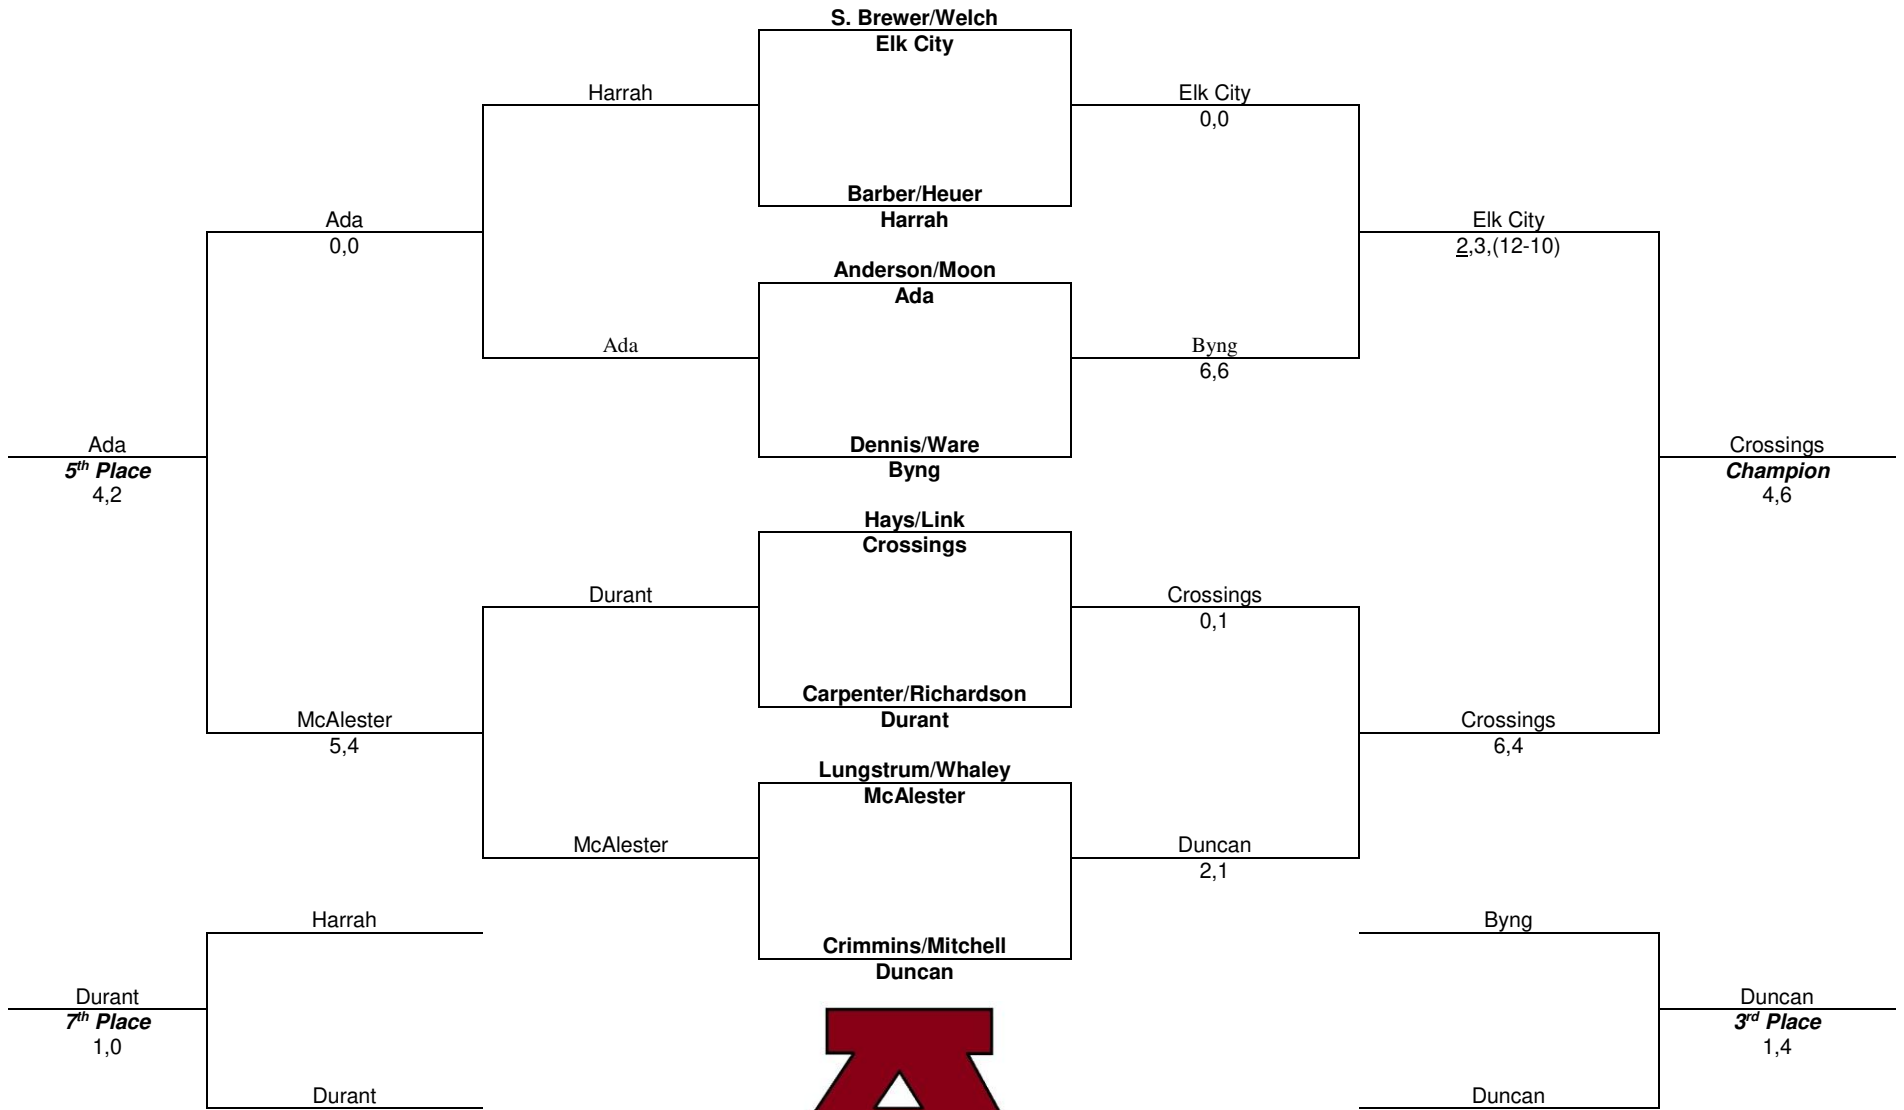 S. Brewer/Welch
Elk City
Harrah
Elk City
0,0
Barber/Heuer
Harrah
Ada
0,0
Elk City
2,3,(12-10)
Anderson/Moon
Ada
Ada
Byng
6,6
Dennis/Ware
Byng
Ada
5th Place
4,2
Crossings
Champion
4,6
Hays/Link
Crossings
Durant
Crossings
0,1
Carpenter/Richardson
Durant
McAlester
5,4
Crossings
6,4
Lungstrum/Whaley
McAlester
McAlester
Duncan
2,1
Crimmins/Mitchell
Duncan
Harrah
Byng
Durant
7th Place
1,0
Duncan
3rd Place
1,4
Durant
Duncan
A